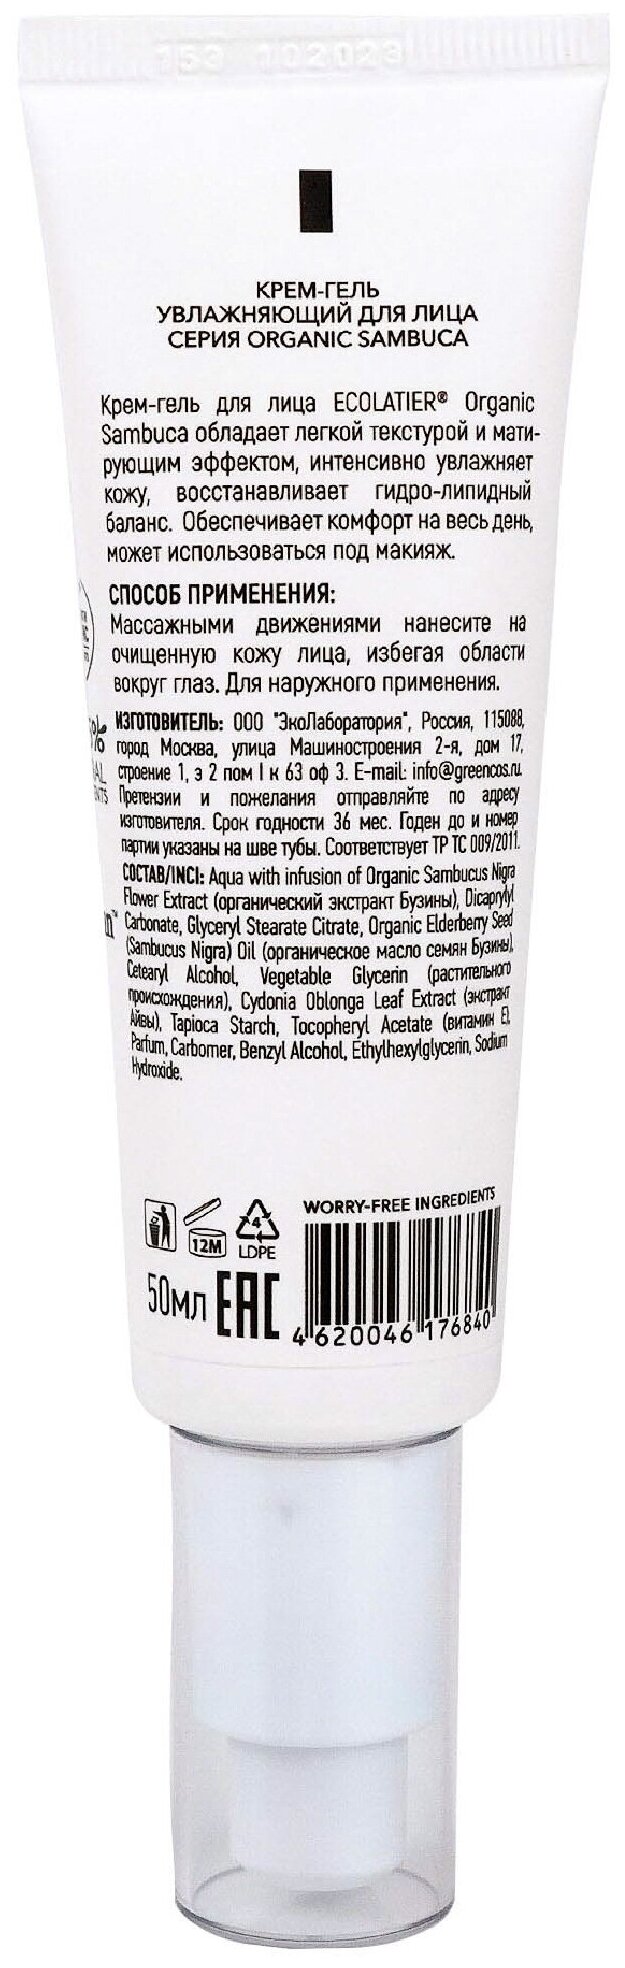 153 102023
КРЕМ-ГЕЛЬ
УВЛАЖНЯЮЩИЙ ДЛЯ ЛИЦА
СЕРИЯ ORGANIC SAMBUCA
Крем-гель для лица ECOLATIER® Organic
Sambuca обладает легкой текстурой и мати-
рующим эффектом, интенсивно увлажняет
кожу, восстанавливает гидро-липидный
баланс. Обеспечивает комфорт на весь день,
может использоваться под макияж.
СПОСОБ ПРИМЕНЕНИЯ:
Массажными движениями нанесите на
очищенную кожу лица, избегая области
вокруг глаз. Для наружного применения.
ИЗГОТОВИТЕЛЬ: ООО "ЭкоЛаборатория", Россия, 115088,
город Москва, улица Машиностроения 2-я, дом 17,
строение 1, э 2 пом I к 63 оф 3. E-mail: info@greencos.ru
Претензии и пожелания отправляйте по адресу
изготовителя. Срок годности 36 мес. Годен до и номер
партии указаны на шве тубы. Соответствует ТР ТС 009/2011.
СОСТАВ/INCI: Aqua with infusion of Organic Sambucus Nigra
Flower Extract (органический экстракт Бузины), Dicaprylyl
Carbonate, Glyceryl Stearate Citrate, Organic Elderberry Seed
(Sambucus Nigra) Oil (органическое масло семян Бузины),
Cetearyl Alcohol, Vegetable Glycerin (растительного
происхождения), Cydonia Oblonga Leaf Extract (экстракт
Айвы), Tapioca Starch, Tocopheryl Acetate (витамин Е),
Parfum, Carbomer, Benzyl Alcohol, Ethylhexylglycerin, Sodium
Hydroxide.
WORRY-FREE INGREDIENTS
12M
4
LDPE
50мл EAC
4620046176840